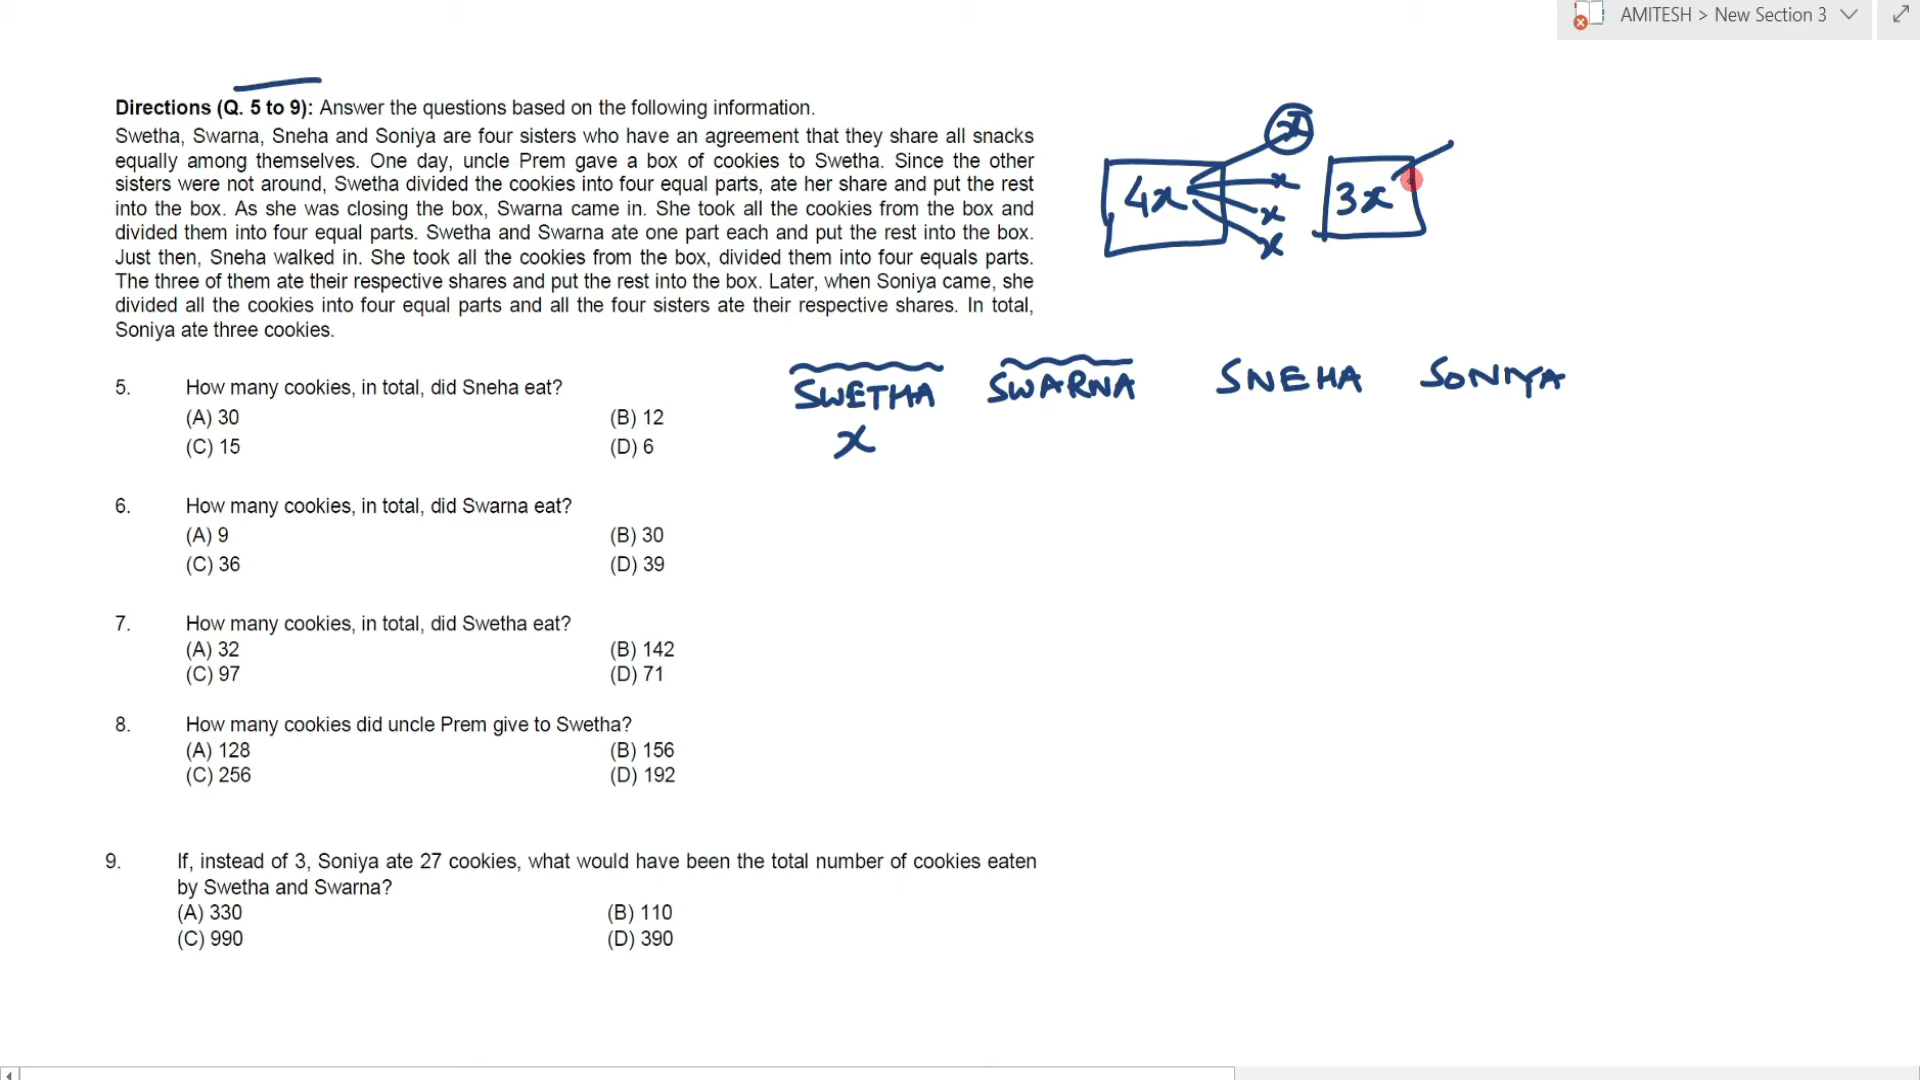 AMITESH > New Section 3
Directions (Q. 5 to 9): Answer the questions based on the following information.
Swetha, Swarna, Sneha and Soniya are four sisters who have an agreement that they share all snacks
equally among themselves. One day, uncle Prem gave a box of cookies to Swetha. Since the other
sisters were not around, Swetha divided the cookies into four equal parts, ate her share and put the rest
into the box. As she was closing the box, Swarna came in. She took all the cookies from the box and
divided them into four equal parts. Swetha and Swarna ate one part each and put the rest into the box.
Just then, Sneha walked in. She took all the cookies from the box, divided them into four equals parts.
The three of them ate their respective shares and put the rest into the box. Later, when Soniya came, she
divided all the cookies into four equal parts and all the four sisters ate their respective shares. In total,
Soniya ate three cookies.
4x
x
x
x
x
3x
SWETHA SWARNA SNEHA SONIYA
x
5. How many cookies, in total, did Sneha eat?
(A) 30 (B) 12
(C) 15 (D) 6
6. How many cookies, in total, did Swarna eat?
(A) 9 (B) 30
(C) 36 (D) 39
7. How many cookies, in total, did Swetha eat?
(A) 32 (B) 142
(C) 97 (D) 71
8. How many cookies did uncle Prem give to Swetha?
(A) 128 (B) 156
(C) 256 (D) 192
9. If, instead of 3, Soniya ate 27 cookies, what would have been the total number of cookies eaten
by Swetha and Swarna?
(A) 330 (B) 110
(C) 990 (D) 390